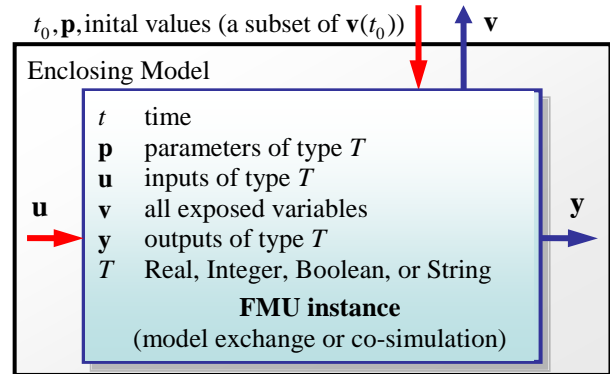 t₀, p, inital values (a subset of v(t₀)) v
Enclosing Model
t time
p parameters of type T
u inputs of type T
v all exposed variables
y outputs of type T
T Real, Integer, Boolean, or String
FMU instance
(model exchange or co-simulation)
u
y